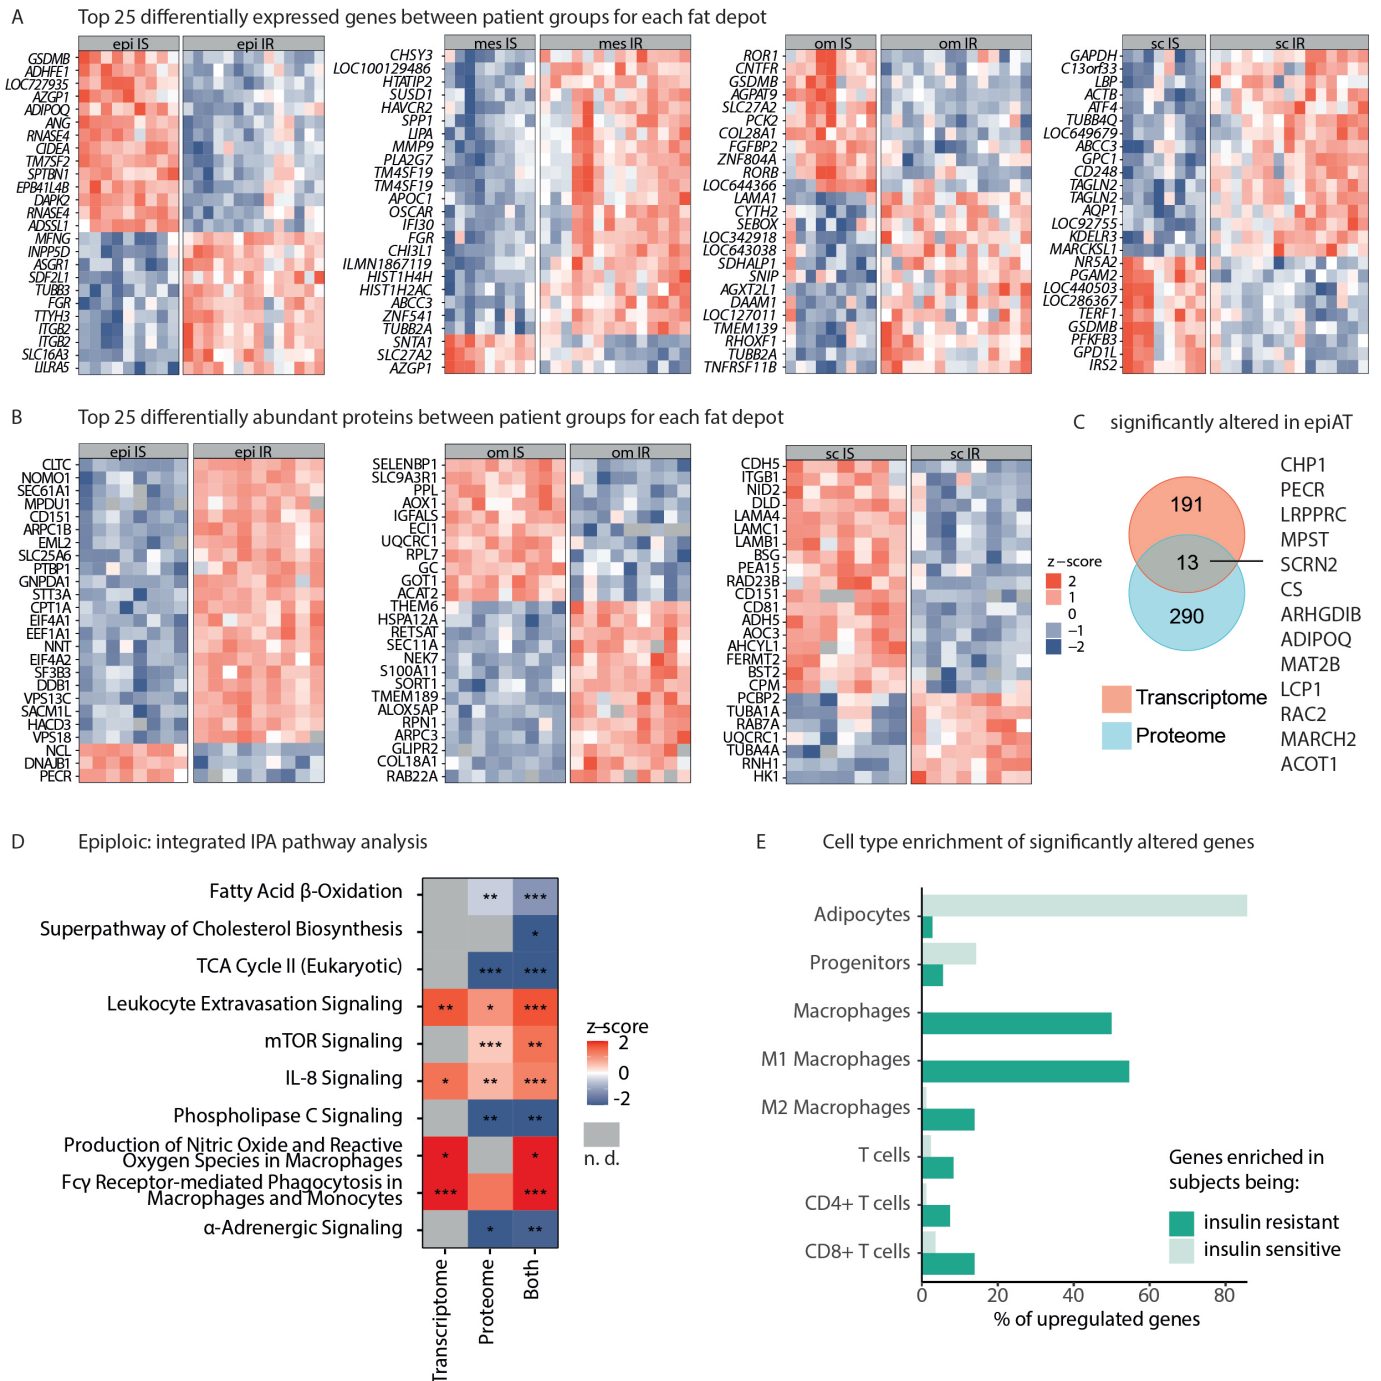 A
Top 25 differentially expressed genes between patient groups for each fat depot
epi IS
epi IR
GSDMB
ADHFE1
LOC727935
AZGP1
ADIPOQ
ANG
RNASE4
CIDEA
TM7SF2
SPTBN1
EPB41L4B
DAPK2
RNASE4
ADSSL1
MFNG
INPP5D
ASGR1
SDF2L1
TUBB3
FGR
TTYH3
ITGB2
ITGB2
SLC16A3
LILRA5
mes IS
mes IR
CHSY3
LOC100129486
HTATIP2
SUSD1
HAVCR2
SPP1
LIPA
MMP9
PLA2G7
TM4SF19
TM4SF19
APOC1
OSCAR
IFI30
FGR
CHI3L1
ILMN1867119
HIST1H4H
HIST1H2AC
ABCC3
ZNF541
TUBB2A
SNTA1
SLC27A2
AZGP1
om IS
om IR
ROR1
CNTFR
GSDMB
AGPAT9
SLC27A2
PCK2
COL28A1
FGFBP2
ZNF804A
RORB
LOC644366
LAMA1
CYTH2
SEBOX
LOC342918
LOC643038
SDHALP1
SNIP
AGXT2L1
DAAM1
LOC127011
TMEM139
RHOXF1
TUBB2A
TNFRSF11B
sc IS
sc IR
GAPDH
C13orf33
LBP
ACTB
ATF4
TUBB4Q
LOC649679
ABCC3
GPC1
CD248
TAGLN2
TAGLN2
AQP1
LOC92755
KDELR3
MARCKSL1
NR5A2
PGAM2
LOC440503
LOC286367
TERF1
GSDMB
PFKFB3
GPD1L
IRS2
B
Top 25 differentially abundant proteins between patient groups for each fat depot
epi IS
epi IR
CLTC
NOMO1
SEC61A1
MPDU1
CD151
ARPC1B
EML2
SLC25A6
PTBP1
GNPDA1
STT3A
CPT1A
EIF4A1
EEF1A1
NNT
EIF4A2
SF3B3
DDB1
VPS13C
SACM1L
HACD3
VPS18
NCL
DNAJB1
PECR
om IS
om IR
SELENBP1
SLC9A3R1
PPL
AOX1
IGFALS
ECI1
UQCRC1
RPL7
GC
GOT1
ACAT2
THEM6
HSPA12A
RETSAT
SEC11A
NEK7
S100A11
SORT1
TMEM189
ALOX5AP
RPN1
ARPC3
GLIPR2
COL18A1
RAB22A
sc IS
sc IR
CDH5
ITGB1
NID2
DLD
LAMA4
LAMC1
LAMB1
BSG
PEA15
RAD23B
CD151
CD81
ADH5
AOC3
AHCYL1
FERMT2
BST2
CPM
PCBP2
TUBA1A
RAB7A
UQCRC1
TUBA4A
RNH1
HK1
z-score
2
1
0
-1
-2
C
significantly altered in epiAT
191
13
290
CHP1
PECR
LRPPRC
MPST
SCRN2
CS
ARHGDIB
ADIPOQ
MAT2B
LCP1
RAC2
MARCH2
ACOT1
Transcriptome
Proteome
D
Epiploic: integrated IPA pathway analysis
Fatty Acid β-Oxidation
** ***
Superpathway of Cholesterol Biosynthesis
*
TCA Cycle II (Eukaryotic)
*** ***
Leukocyte Extravasation Signaling
** * ***
mTOR Signaling
*** **
IL-8 Signaling
* ** ***
Phospholipase C Signaling
** **
Production of Nitric Oxide and Reactive
Oxygen Species in Macrophages
* *
Fcγ Receptor-mediated Phagocytosis in
Macrophages and Monocytes
*** ***
α-Adrenergic Signaling
* **
Transcriptome
Proteome
Both
z-score
2
0
-2
n. d.
E
Cell type enrichment of significantly altered genes
Adipocytes
Progenitors
Macrophages
M1 Macrophages
M2 Macrophages
T cells
CD4+ T cells
CD8+ T cells
0 20 40 60 80
% of upregulated genes
Genes enriched in
subjects being:
insulin resistant
insulin sensitive